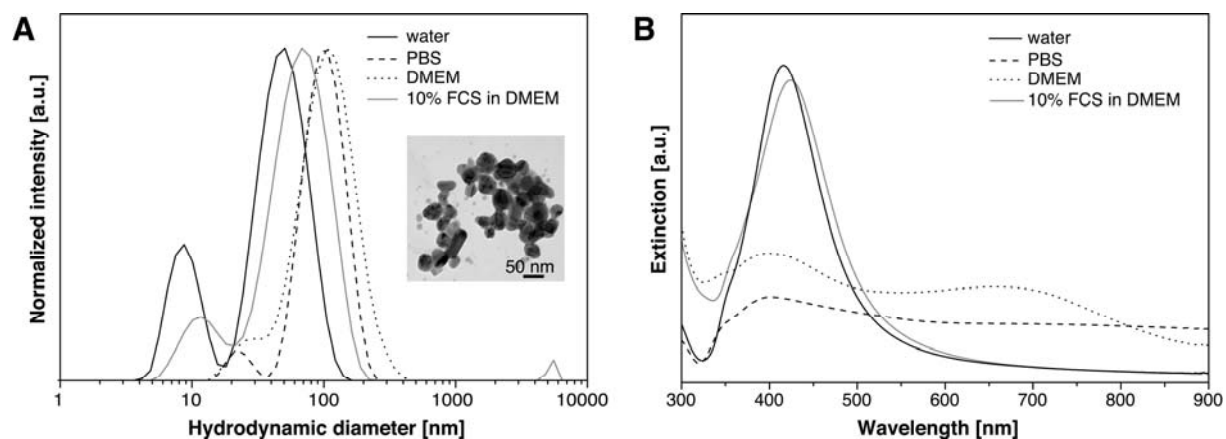 A
water
PBS
DMEM
10% FCS in DMEM
50 nm
Normalized intensity [a.u.]
1 10 100 1000 10000
Hydrodynamic diameter [nm]
B
water
PBS
DMEM
10% FCS in DMEM
Extinction [a.u.]
300 400 500 600 700 800 900
Wavelength [nm]